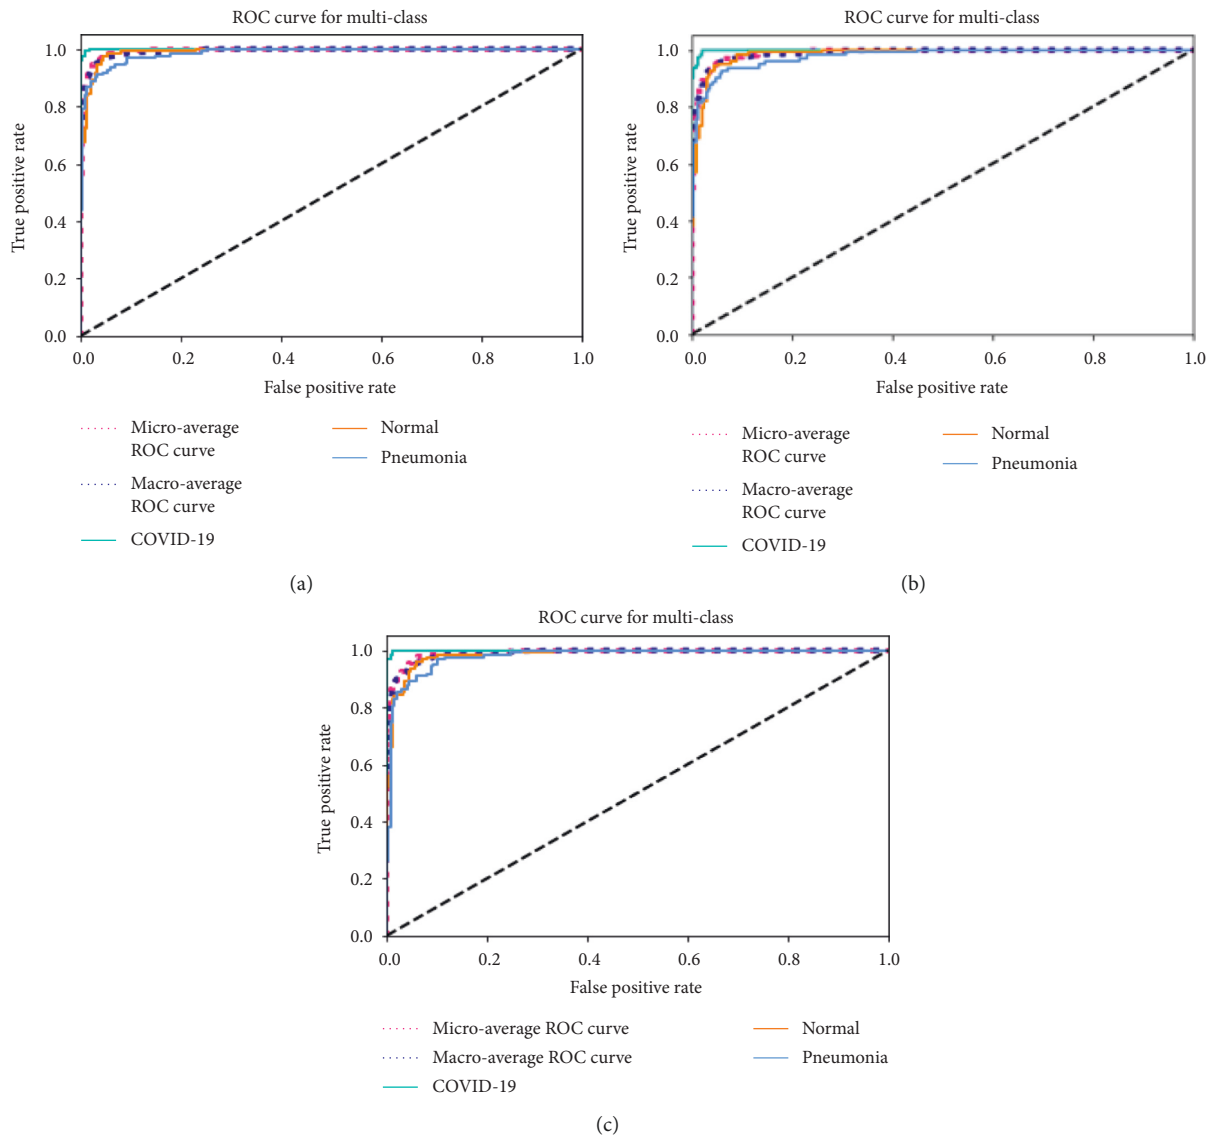 ROC curve for multi-class
1.0
0.8
0.6
0.4
0.2
0.0
True positive rate
0.0 0.2 0.4 0.6 0.8 1.0
False positive rate
Micro-average
ROC curve
Macro-average
ROC curve
COVID-19
Normal
Pneumonia
(a)
ROC curve for multi-class
1.0
0.8
0.6
0.4
0.2
0.0
True positive rate
0.0 0.2 0.4 0.6 0.8 1.0
False positive rate
Micro-average
ROC curve
Macro-average
ROC curve
COVID-19
Normal
Pneumonia
(b)
ROC curve for multi-class
1.0
0.8
0.6
0.4
0.2
0.0
True positive rate
0.0 0.2 0.4 0.6 0.8 1.0
False positive rate
Micro-average ROC curve
Macro-average ROC curve
COVID-19
Normal
Pneumonia
(c)